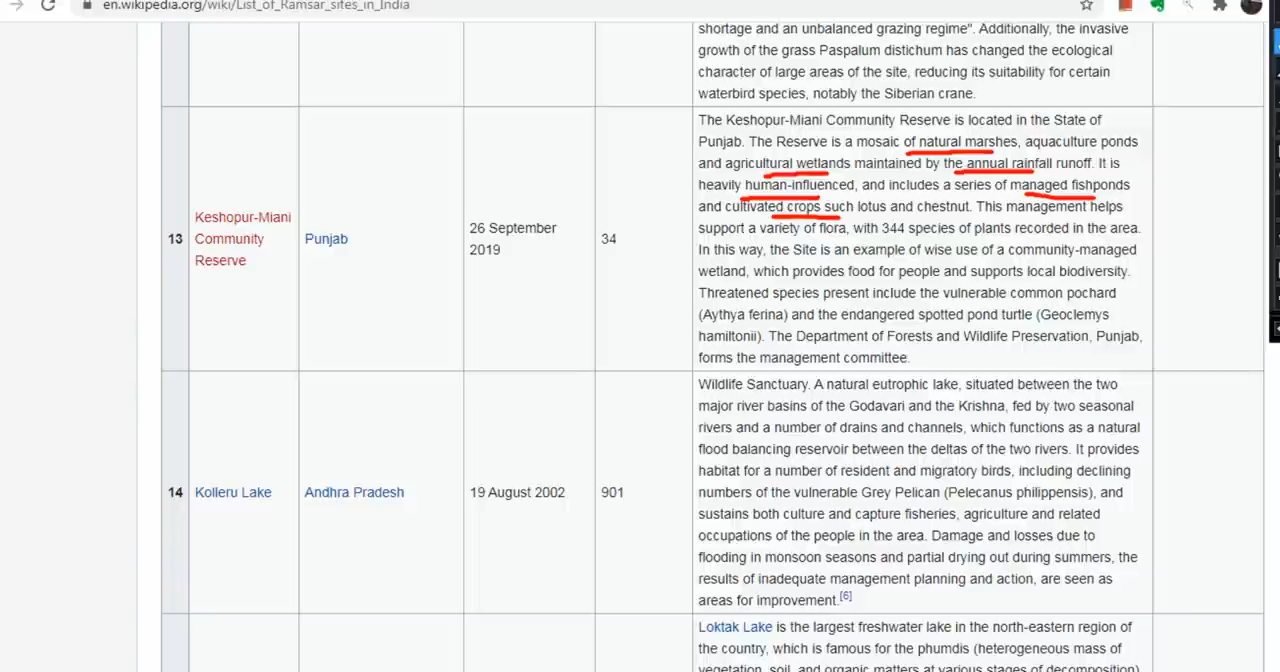 en.wikipedia.org/wiki/List_of_Ramsar_sites_in_India
shortage and an unbalanced grazing regime". Additionally, the invasive
growth of the grass Paspalum distichum has changed the ecological
character of large areas of the site, reducing its suitability for certain
waterbird species, notably the Siberian crane.
13
Keshopur-Miani
Community
Reserve
Punjab
26 September
2019
34
The Keshopur-Miani Community Reserve is located in the State of
Punjab. The Reserve is a mosaic of natural marshes, aquaculture ponds
and agricultural wetlands maintained by the annual rainfall runoff. It is
heavily human-influenced, and includes a series of managed fishponds
and cultivated crops such lotus and chestnut. This management helps
support a variety of flora, with 344 species of plants recorded in the area.
In this way, the Site is an example of wise use of a community-managed
wetland, which provides food for people and supports local biodiversity.
Threatened species present include the vulnerable common pochard
(Aythya ferina) and the endangered spotted pond turtle (Geoclemys
hamiltonii). The Department of Forests and Wildlife Preservation, Punjab,
forms the management committee.
14
Kolleru Lake
Andhra Pradesh
19 August 2002
901
Wildlife Sanctuary. A natural eutrophic lake, situated between the two
major river basins of the Godavari and the Krishna, fed by two seasonal
rivers and a number of drains and channels, which functions as a natural
flood balancing reservoir between the deltas of the two rivers. It provides
habitat for a number of resident and migratory birds, including declining
numbers of the vulnerable Grey Pelican (Pelecanus philippensis), and
sustains both culture and capture fisheries, agriculture and related
occupations of the people in the area. Damage and losses due to
flooding in monsoon seasons and partial drying out during summers, the
results of inadequate management planning and action, are seen as
areas for improvement.[6]
Loktak Lake is the largest freshwater lake in the north-eastern region of
the country, which is famous for the phumdis (heterogeneous mass of
vegetation, soil, and organic matters at various stages of decomposition)